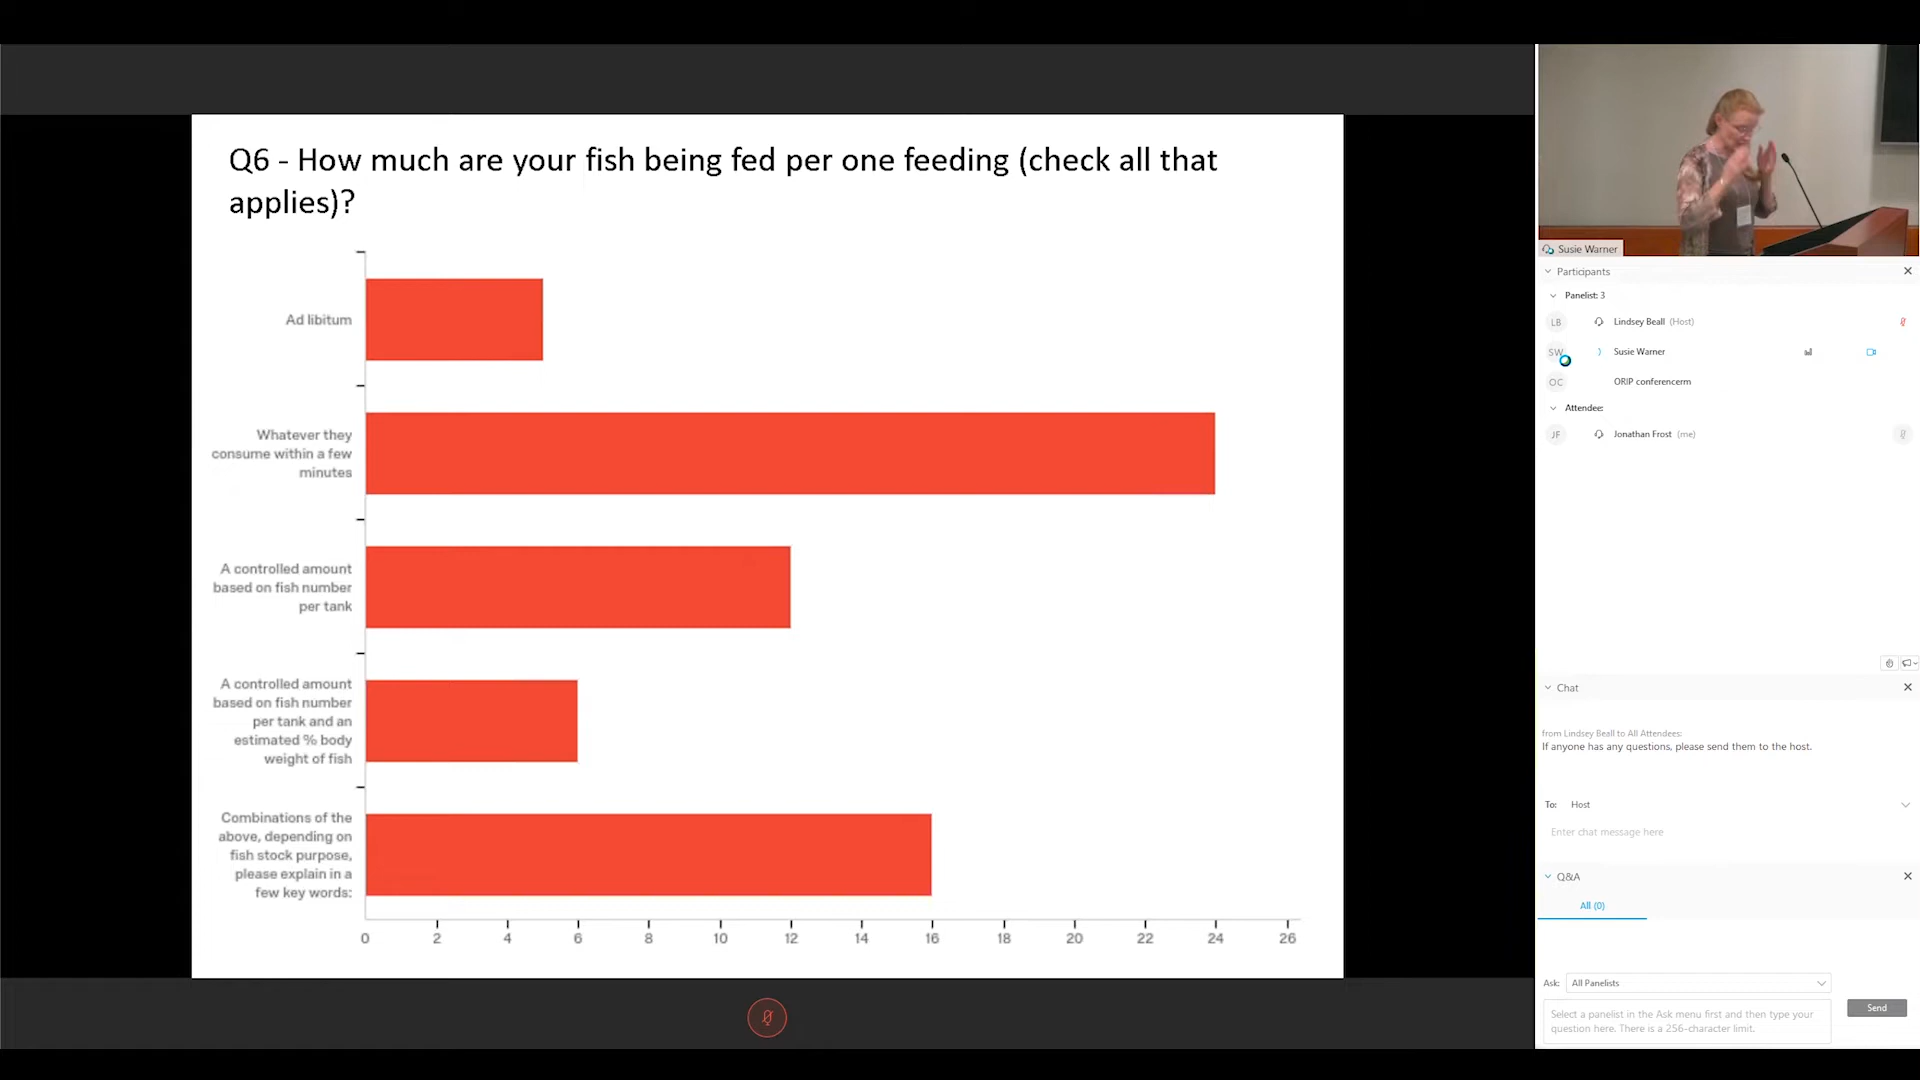 Q6 - How much are your fish being fed per one feeding (check all that
applies)?
Ad libitum
Whatever they
consume within a few
minutes
A controlled amount
based on fish number
per tank
A controlled amount
based on fish number
per tank and an
estimated % body
weight of fish
Combinations of the
above, depending on
fish stock purpose,
please explain in a
few key words:
0 2 4 6 8 10 12 14 16 18 20 22 24 26
Susie Warner
Participants
Panelist: 3
LB Lindsey Beall (Host)
SW Susie Warner
OC ORIP conferencerm
Attendee:
JF Jonathan Frost (me)
Chat
from Lindsey Beall to All Attendees:
If anyone has any questions, please send them to the host.
To: Host
Enter chat message here
Q&A
All (0)
Ask: All Panelists
Select a panelist in the Ask menu first and then type your
question here. There is a 256-character limit.
Send